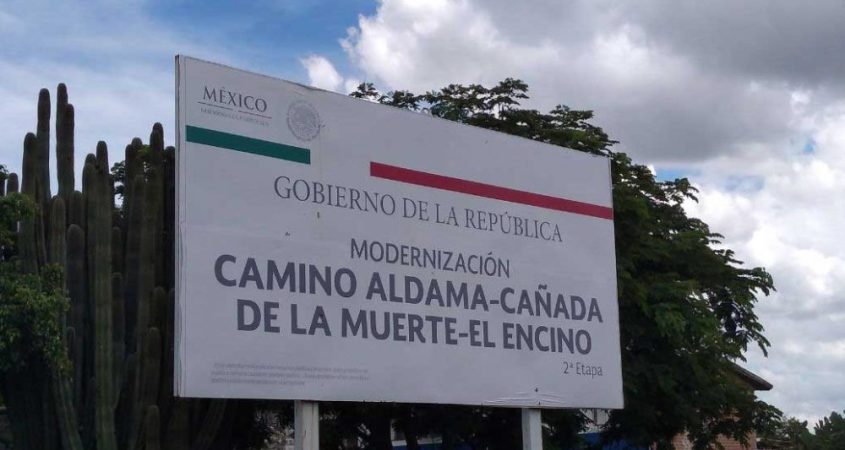 MÉXICO
GOBIERNO DE LA REPÚBLICA
MODERNIZACIÓN
CAMINO ALDAMA-CAÑADA
DE LA MUERTE-EL ENCINO
2ª Etapa